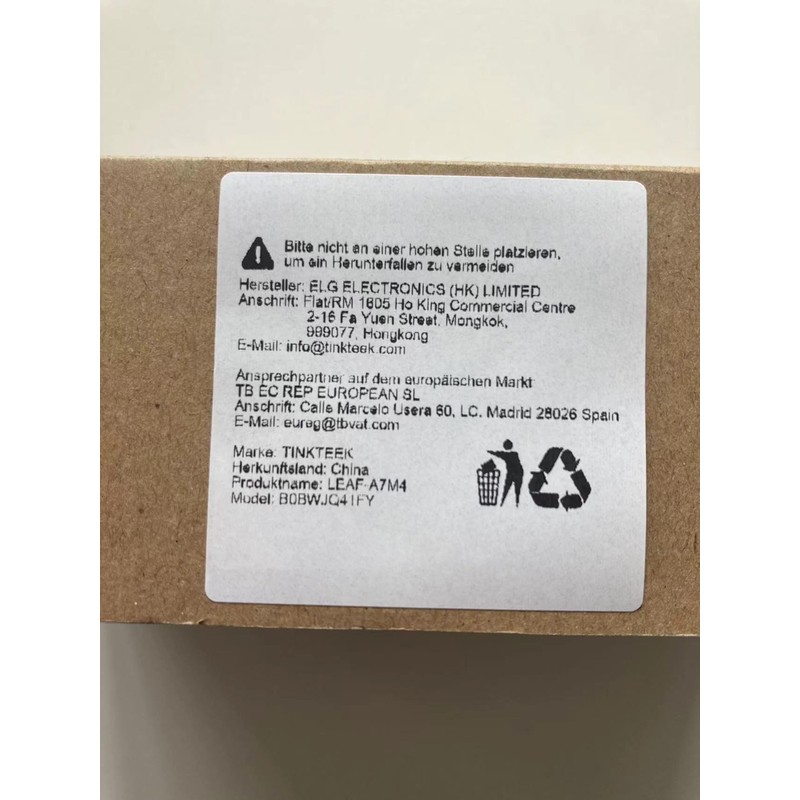 Bitte nicht an einer hohen Stelle platzieren,
um ein Herunterfallen zu vermeiden
Hersteller: ELG ELECTRONICS (HK) LIMITED
Anschrift: Flat/RM 1605 Ho King Commercial Centre
2-16 Fa Yuen Street, Mongkok,
999077, Hongkong
E-Mail: info@tinkteek.com
Ansprechpartner auf dem europäischen Markt
TB EC REP EUROPEAN SL
Anschrift: Calle Marcelo Usera 60, LC. Madrid 28026 Spain
E-Mail: eureg@tbvat.com
Marke: TINKTEEK
Herkunftsland: China
Produktname: LEAF-A7M4
Model: B0BWJQ41FY